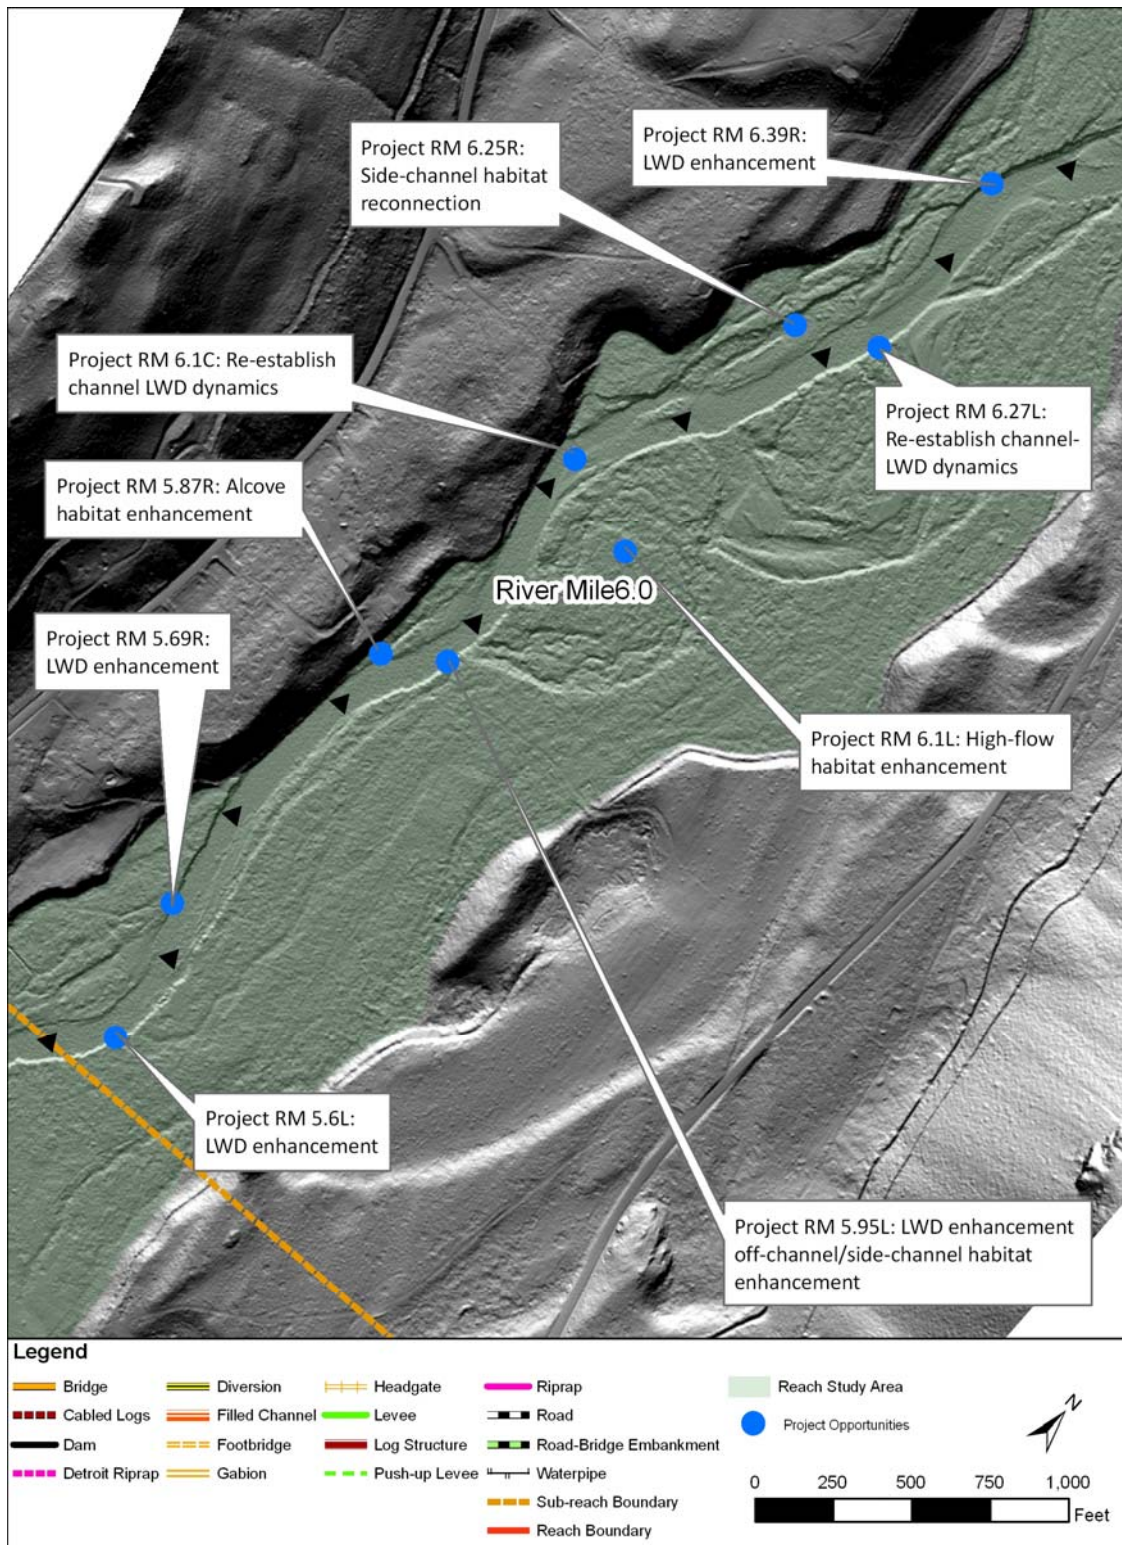 Project RM 6.39R:
LWD enhancement
Project RM 6.25R:
Side-channel habitat
reconnection
Project RM 6.1C: Re-establish
channel LWD dynamics
Project RM 6.27L:
Re-establish channel-
LWD dynamics
Project RM 5.87R: Alcove
habitat enhancement
River Mile6.0
Project RM 5.69R:
LWD enhancement
Project RM 6.1L: High-flow
habitat enhancement
Project RM 5.6L:
LWD enhancement
Project RM 5.95L: LWD enhancement
off-channel/side-channel habitat
enhancement
Legend
Bridge
Cabled Logs
Dam
Detroit Riprap
Diversion
Filled Channel
Footbridge
Gabion
Headgate
Levee
Log Structure
Push-up Levee
Riprap
Road
Road-Bridge Embankment
Waterpipe
Sub-reach Boundary
Reach Boundary
Reach Study Area
Project Opportunities
N
0 250 500 750 1,000
Feet